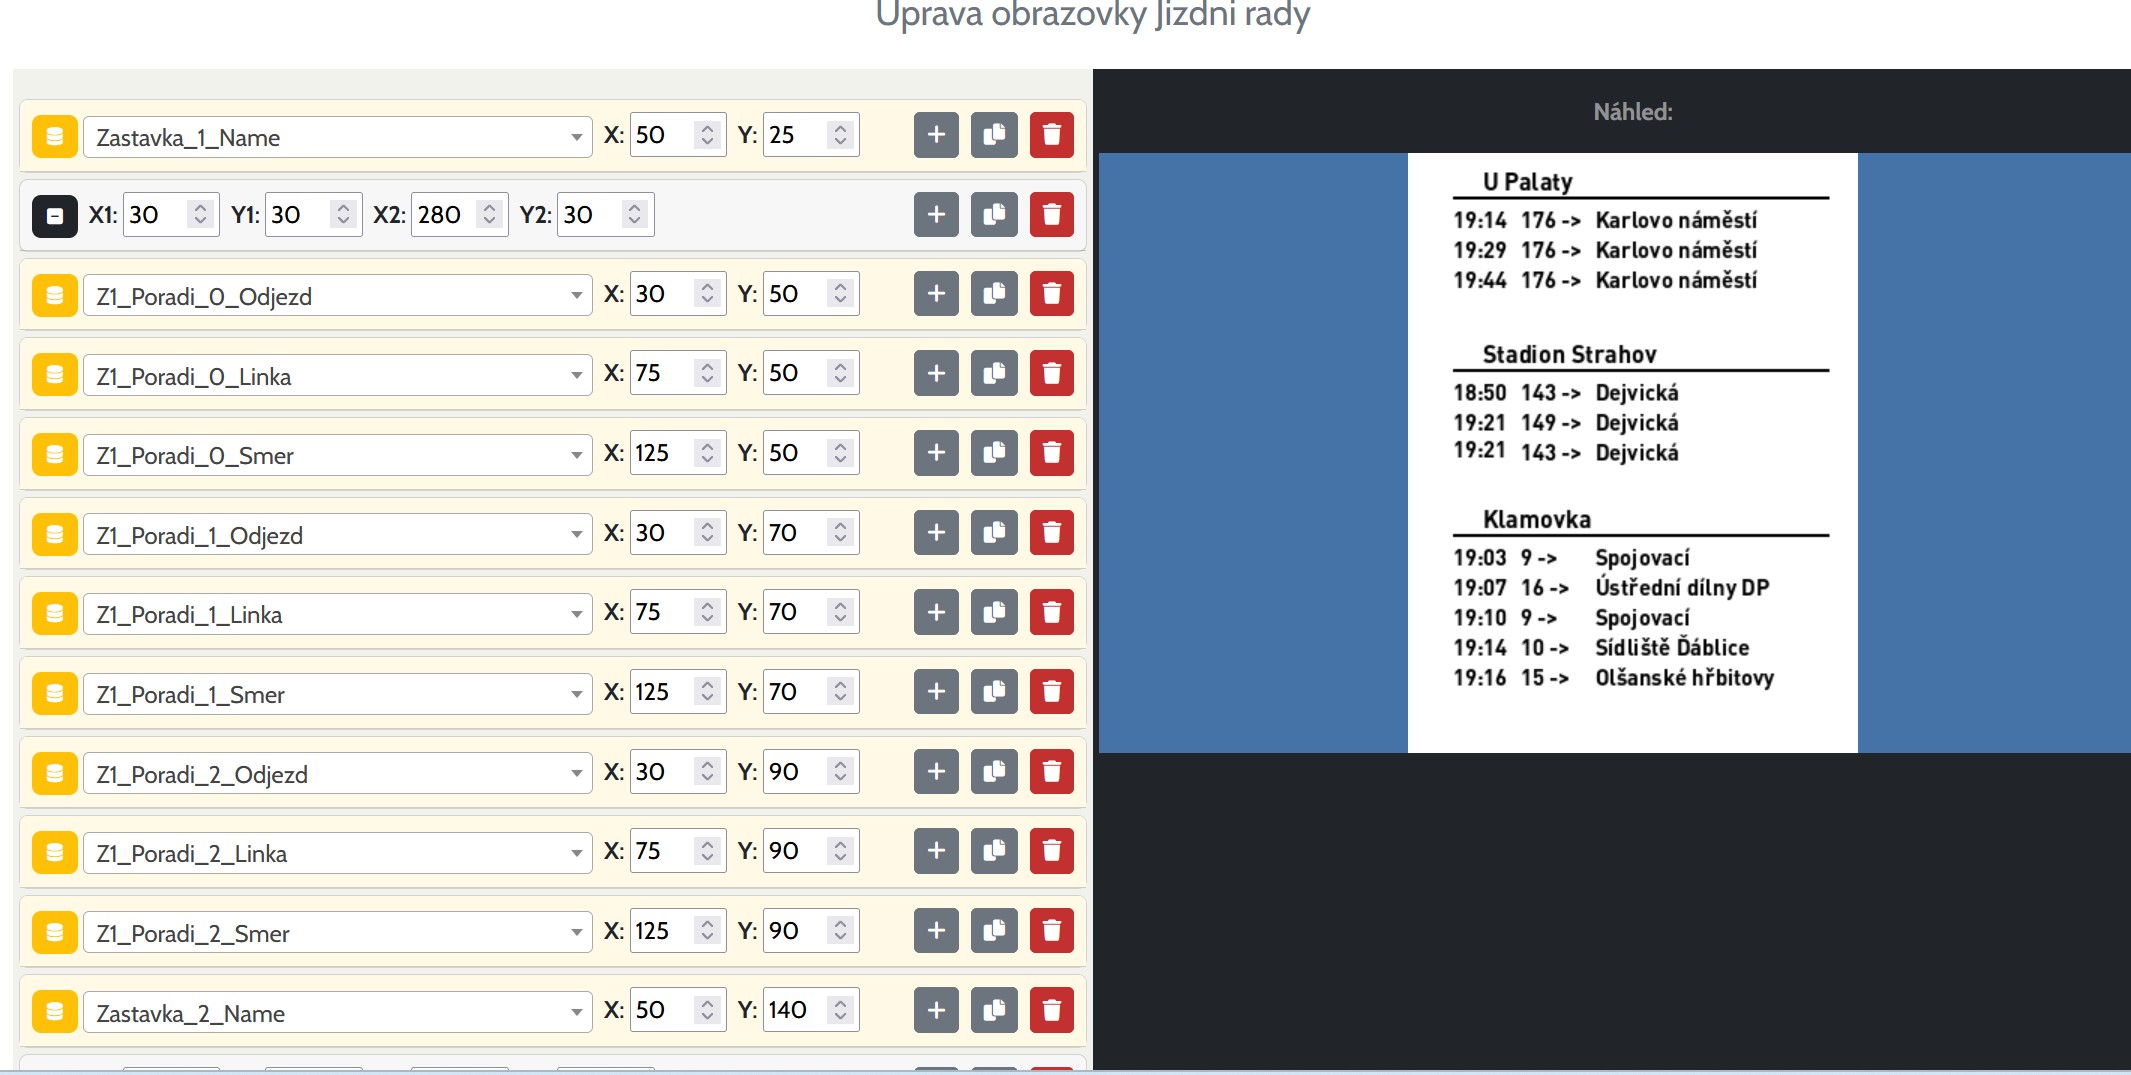 Úprava obrazovky Jizdni rady
Zastavka_1_Name X: 50 Y: 25
X1: 30 Y1: 30 X2: 280 Y2: 30
Z1_Poradi_0_Odjezd X: 30 Y: 50
Z1_Poradi_0_Linka X: 75 Y: 50
Z1_Poradi_0_Smer X: 125 Y: 50
Z1_Poradi_1_Odjezd X: 30 Y: 70
Z1_Poradi_1_Linka X: 75 Y: 70
Z1_Poradi_1_Smer X: 125 Y: 70
Z1_Poradi_2_Odjezd X: 30 Y: 90
Z1_Poradi_2_Linka X: 75 Y: 90
Z1_Poradi_2_Smer X: 125 Y: 90
Zastavka_2_Name X: 50 Y: 140
Náhled:
U Palaty
19:14 176 -> Karlovo náměstí
19:29 176 -> Karlovo náměstí
19:44 176 -> Karlovo náměstí
Stadion Strahov
18:50 143 -> Dejvická
19:21 149 -> Dejvická
19:21 143 -> Dejvická
Klamovka
19:03 9 -> Spojovací
19:07 16 -> Ústřední dílny DP
19:10 9 -> Spojovací
19:14 10 -> Sídliště Ďáblice
19:16 15 -> Olšanské hřbitovy